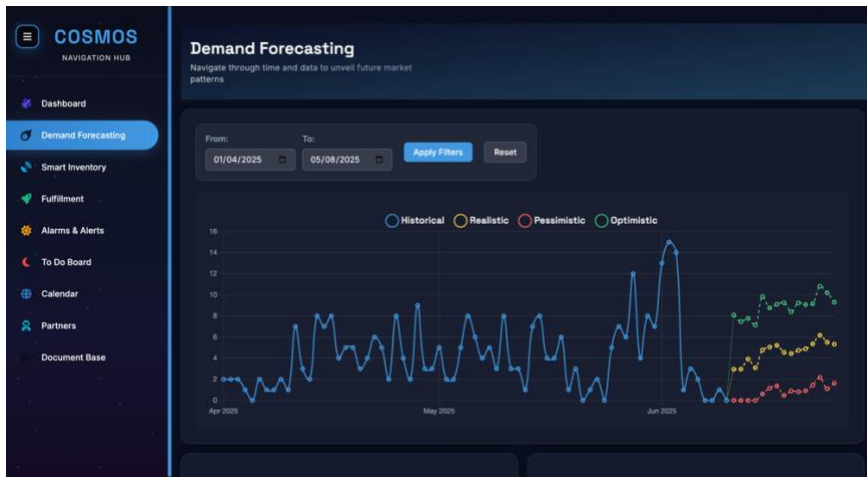 COSMOS
NAVIGATION HUB
Dashboard
Demand Forecasting
Smart Inventory
Fulfillment
Alarms & Alerts
To Do Board
Calendar
Partners
Document Base
Demand Forecasting
Navigate through time and data to unveil future market
patterns
From:
To:
01/04/2025
05/08/2025
Apply Filters
Reset
Historical
Realistic
Pessimistic
Optimistic
16
14
12
10
8
6
4
2
0
Apr 2025
May 2025
Jun 2025